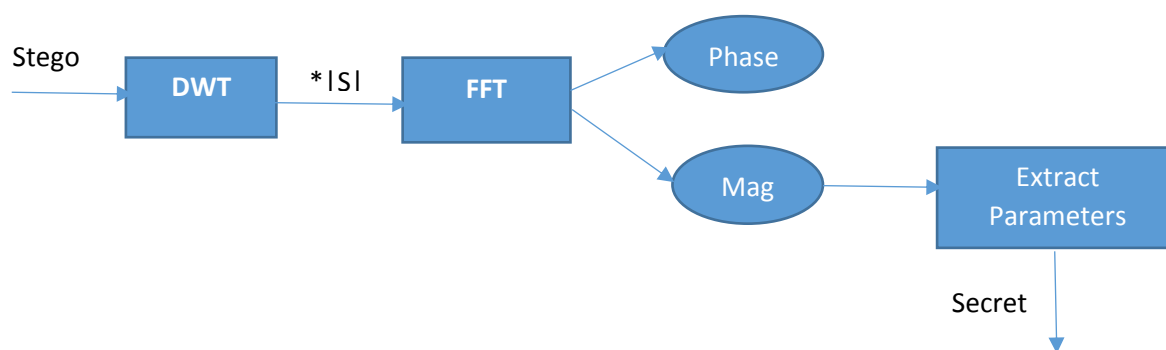 Stego
DWT
*|S|
FFT
Phase
Mag
Extract
Parameters
Secret